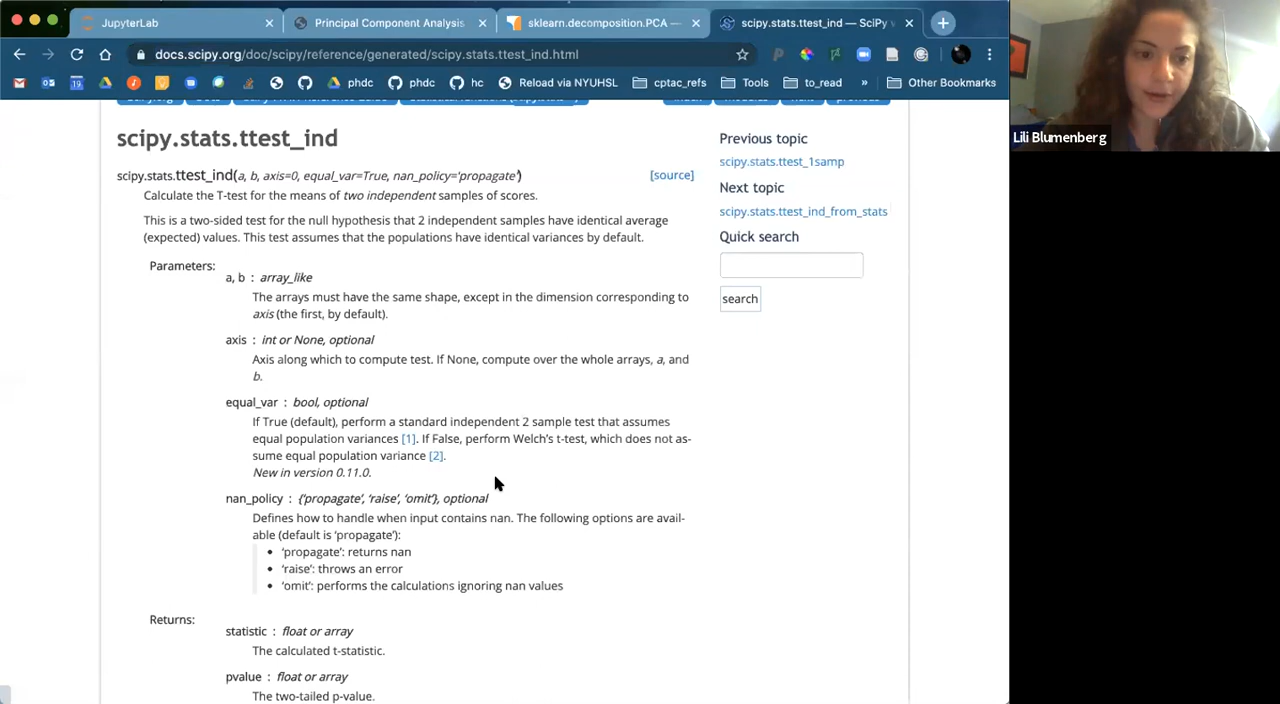 JupyterLab
Principal Component Analysis
sklearn.decomposition.PCA —
scipy.stats.ttest_ind — SciPy v
docs.scipy.org/doc/scipy/reference/generated/scipy.stats.ttest_ind.html
phdc
phdc
hc
Reload via NYUHSL
cptac_refs
Tools
to_read
»
Other Bookmarks
Lili Blumenberg
scipy.stats.ttest_ind
scipy.stats.ttest_ind(a, b, axis=0, equal_var=True, nan_policy='propagate')
[source]
Calculate the T-test for the means of two independent samples of scores.
This is a two-sided test for the null hypothesis that 2 independent samples have identical average
(expected) values. This test assumes that the populations have identical variances by default.
Parameters:
a, b : array_like
The arrays must have the same shape, except in the dimension corresponding to
axis (the first, by default).
axis : int or None, optional
Axis along which to compute test. If None, compute over the whole arrays, a, and
b.
equal_var : bool, optional
If True (default), perform a standard independent 2 sample test that assumes
equal population variances [1]. If False, perform Welch's t-test, which does not as-
sume equal population variance [2].
New in version 0.11.0.
nan_policy : {'propagate', 'raise', 'omit'}, optional
Defines how to handle when input contains nan. The following options are avail-
able (default is 'propagate'):
• 'propagate': returns nan
• 'raise': throws an error
• 'omit': performs the calculations ignoring nan values
Returns:
statistic : float or array
The calculated t-statistic.
pvalue : float or array
The two-tailed p-value.
Previous topic
scipy.stats.ttest_1samp
Next topic
scipy.stats.ttest_ind_from_stats
Quick search
search